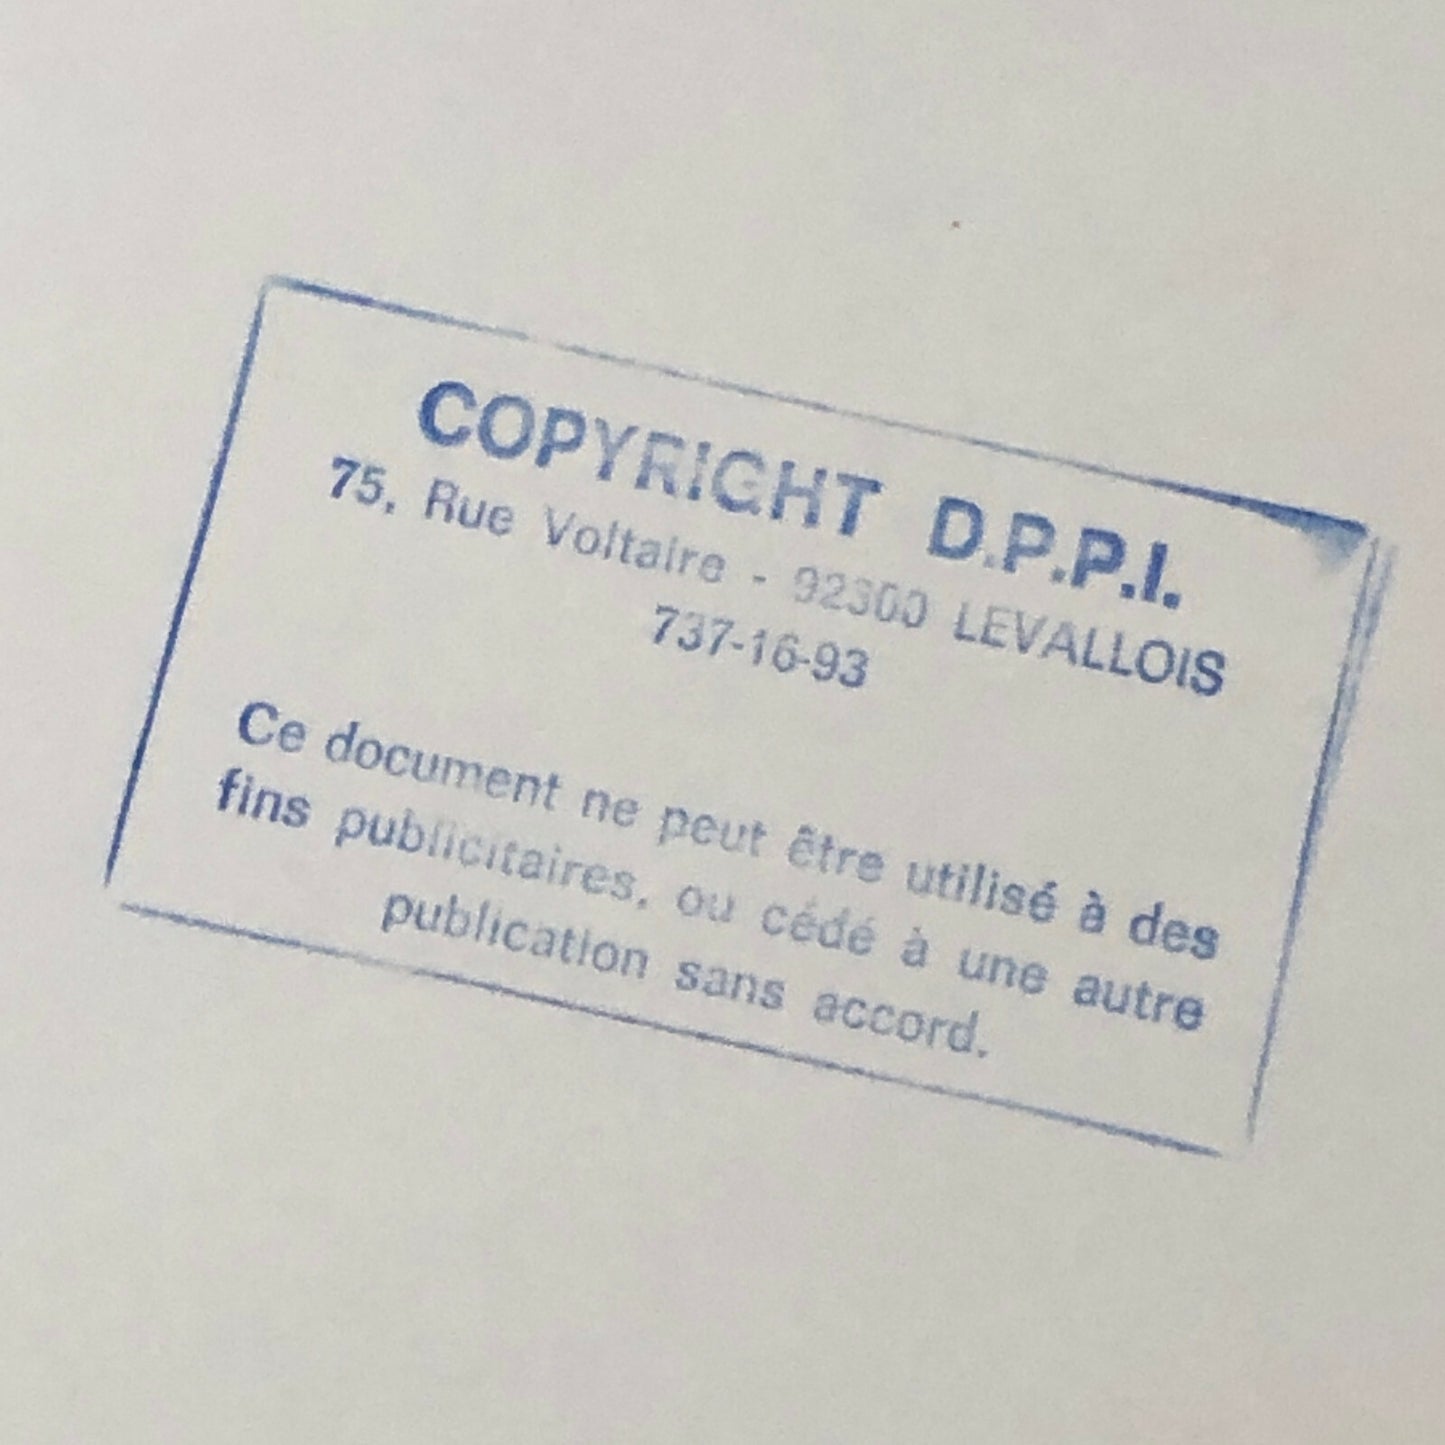 COPYRIGHT D.P.P.I.
75, Rue Voltaire - 92300 LEVALLOIS
737-16-93
Ce document ne peut être utilisé à des
fins publicitaires, ou cédé à une autre
publication sans accord.